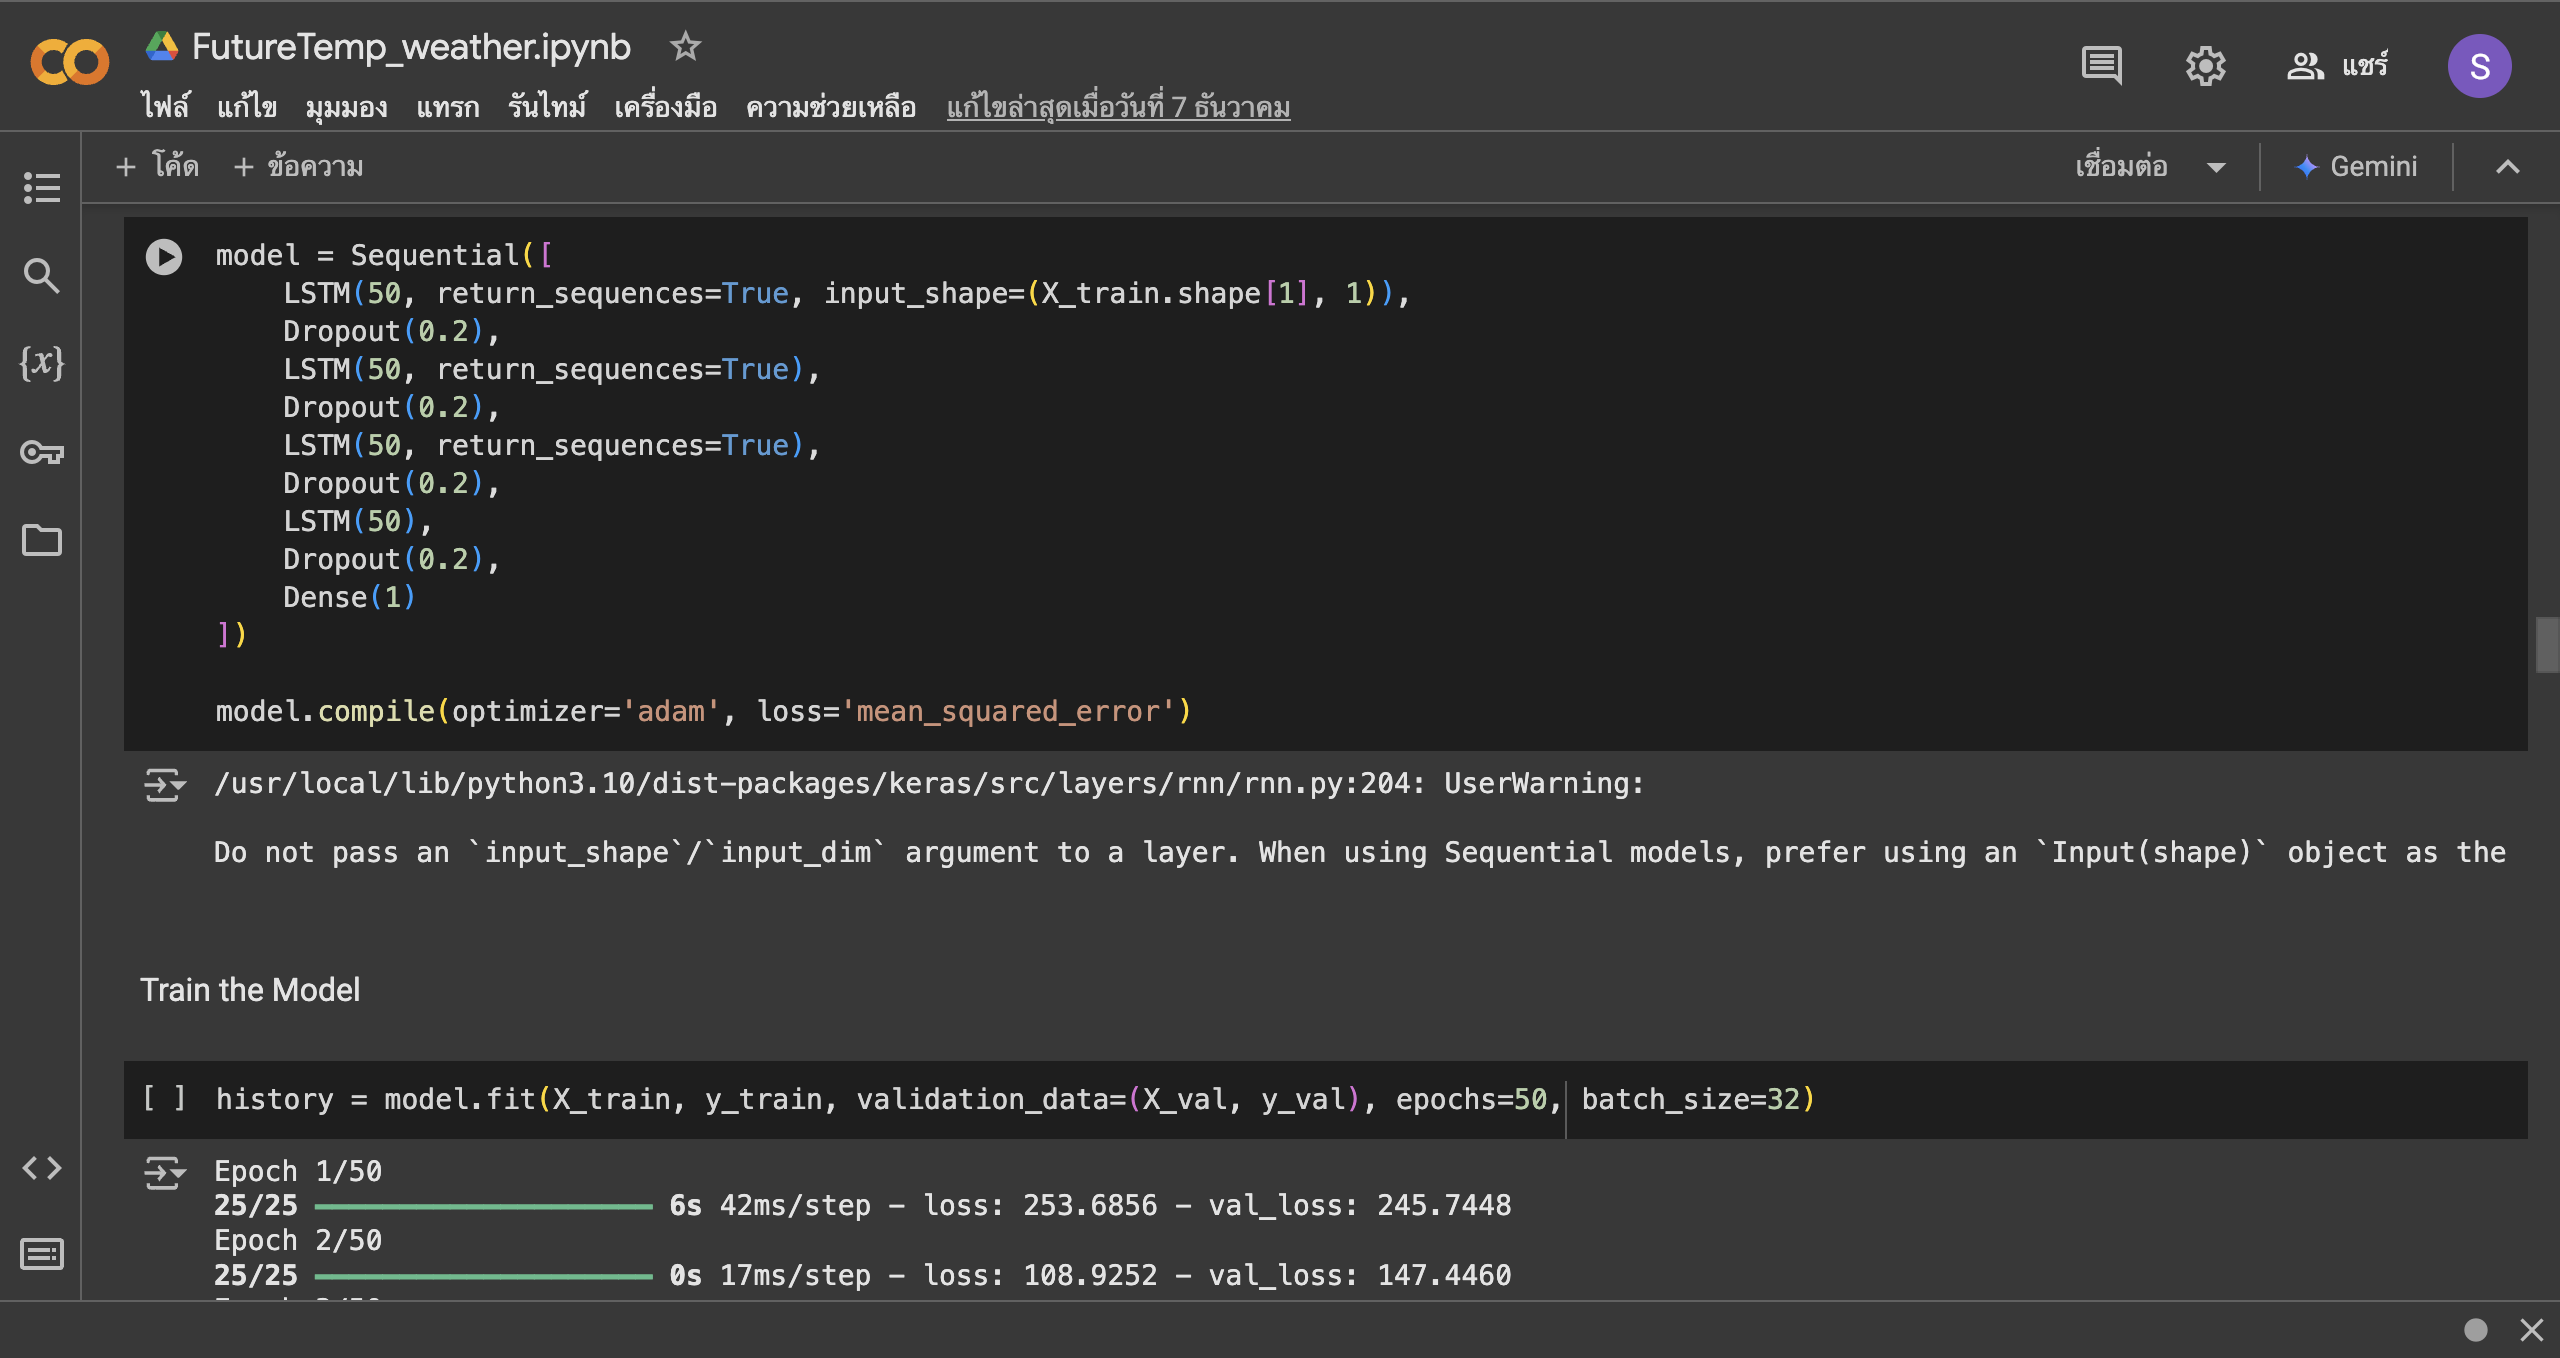 FutureTemp_weather.ipynb
แชร์
S
ไฟล์ แก้ไข มุมมอง แทรก รันไทม์ เครื่องมือ ความช่วยเหลือ แก้ไขล่าสุดเมื่อวันที่ 7 ธันวาคม
+ โค้ด + ข้อความ
เชื่อมต่อ
Gemini
{x}
model = Sequential([
    LSTM(50, return_sequences=True, input_shape=(X_train.shape[1], 1)),
    Dropout(0.2),
    LSTM(50, return_sequences=True),
    Dropout(0.2),
    LSTM(50, return_sequences=True),
    Dropout(0.2),
    LSTM(50),
    Dropout(0.2),
    Dense(1)
])
model.compile(optimizer='adam', loss='mean_squared_error')
/usr/local/lib/python3.10/dist-packages/keras/src/layers/rnn/rnn.py:204: UserWarning:
Do not pass an `input_shape`/`input_dim` argument to a layer. When using Sequential models, prefer using an `Input(shape)` object as the
Train the Model
[ ] history = model.fit(X_train, y_train, validation_data=(X_val, y_val), epochs=50, batch_size=32)
Epoch 1/50
25/25 6s 42ms/step - loss: 253.6856 - val_loss: 245.7448
Epoch 2/50
25/25 0s 17ms/step - loss: 108.9252 - val_loss: 147.4460